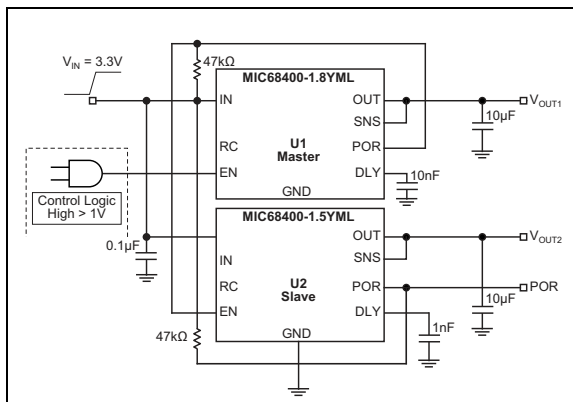 V_IN = 3.3V
47kΩ
MIC68400-1.8YML
IN
OUT
V_OUT1
SNS
10µF
RC
U1
Master
POR
EN
DLY
10nF
GND
Control Logic
High > 1V
MIC68400-1.5YML
0.1µF
OUT
V_OUT2
IN
SNS
RC
U2
Slave
POR
POR
10µF
EN
DLY
1nF
47kΩ
GND